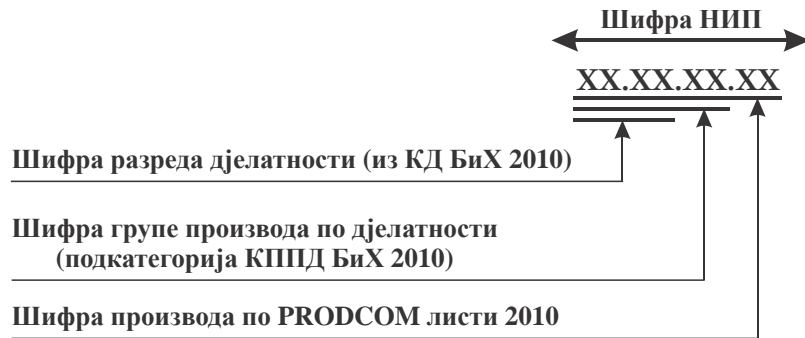 Шифра НИП
XX.XX.XX.XX
Шифра разреда дјелатности (из КД БиХ 2010)
Шифра групе производа по дјелатности
(подкатегорија КППД БиХ 2010)
Шифра производа по PRODCOM листи 2010